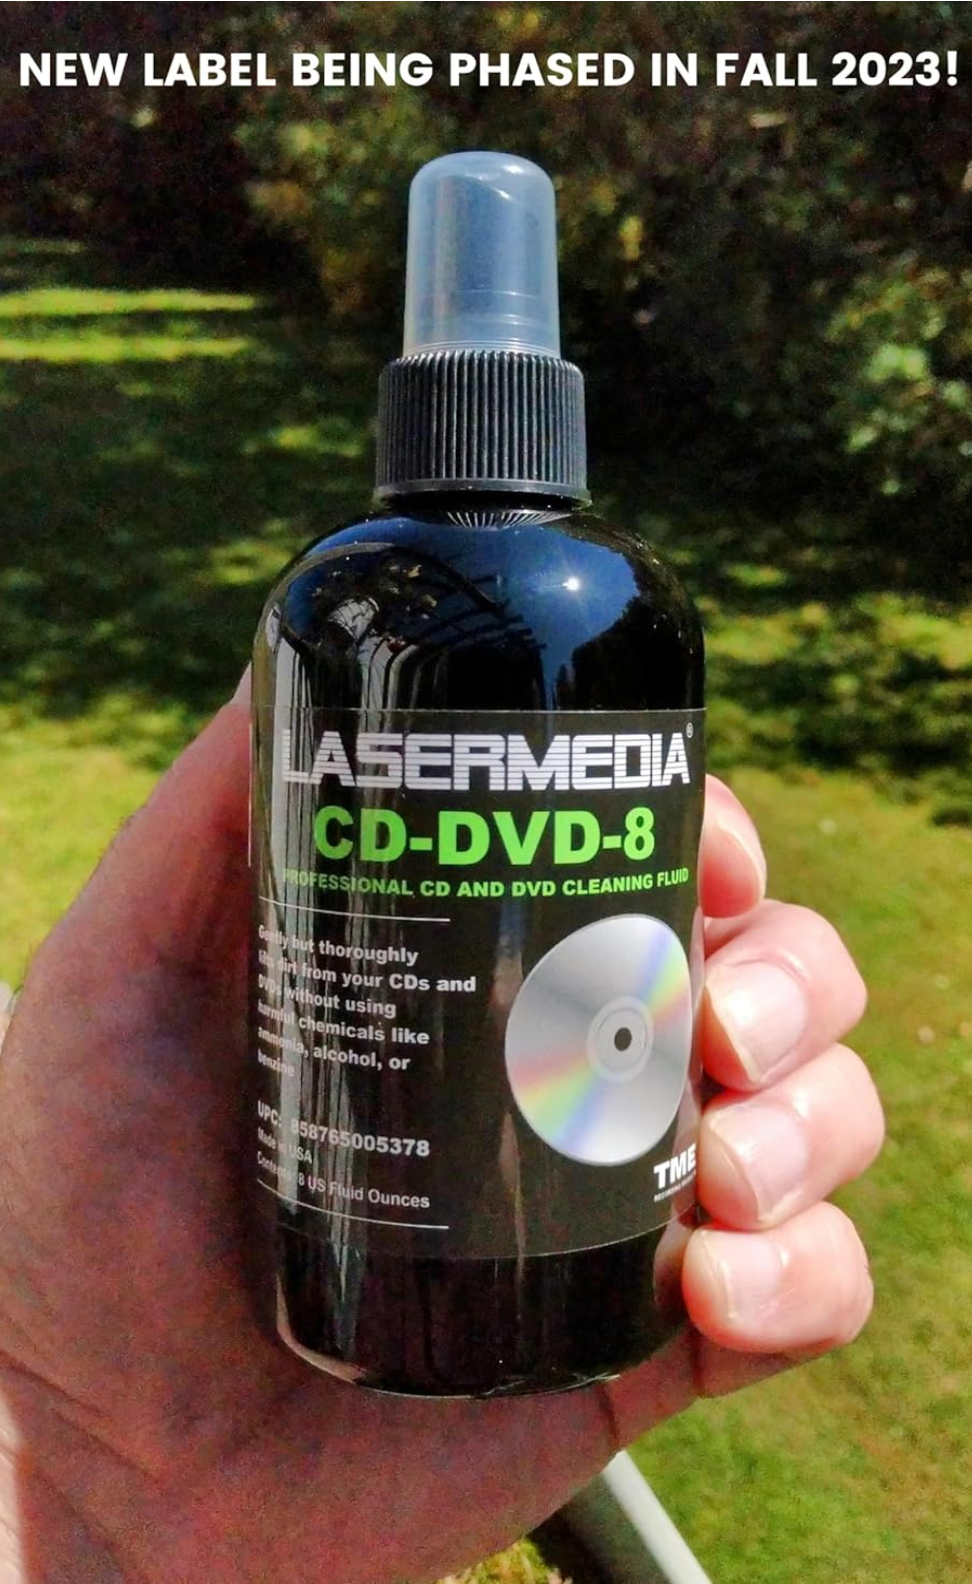 NEW LABEL BEING PHASED IN FALL 2023!
LASERMEDIA®
CD-DVD-8
PROFESSIONAL CD AND DVD CLEANING FLUID
Gently but thoroughly
lifts dirt from your CDs and
DVDs without using
harmful chemicals like
ammonia, alcohol, or
benzine
UPC: 858765005378
Made in USA
Contents: 8 US Fluid Ounces
TME